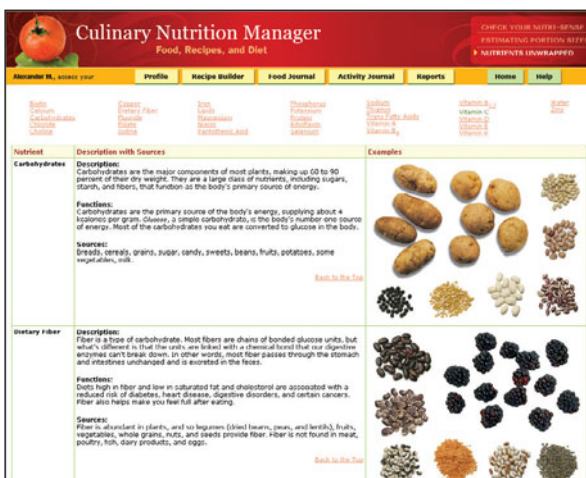 Culinary Nutrition Manager
Food, Recipes, and Diet
CHECK YOUR NUTRI-SENSE
ESTIMATING PORTION SIZES
NUTRIENTS UNWRAPPED
Alexander M., access your
Profile
Recipe Builder
Food Journal
Activity Journal
Reports
Home
Help
Biotin
Calcium
Carbohydrates
Chloride
Choline
Copper
Dietary Fiber
Fluoride
Folate
Iodine
Iron
Lipids
Magnesium
Niacin
Pantothenic Acid
Phosphorus
Potassium
Protein
Riboflavin
Selenium
Sodium
Thiamin
Trans Fatty Acids
Vitamin A
Vitamin B6
Vitamin B12
Vitamin C
Vitamin D
Vitamin E
Vitamin K
Water
Zinc
Nutrient
Description with Sources
Examples
Carbohydrates
Description:
Carbohydrates are the major components of most plants, making up 60 to 90
percent of their dry weight. They are a large class of nutrients, including sugars,
starch, and fibers, that function as the body's primary source of energy.
Functions:
Carbohydrates are the primary source of the body's energy, supplying about 4
kcalories per gram. Glucose, a simple carbohydrate, is the body's number one source
of energy. Most of the carbohydrates you eat are converted to glucose in the body.
Sources:
Breads, cereals, grains, sugar, candy, sweets, beans, fruits, potatoes, some
vegetables, milk.
Back to the Top
Dietary Fiber
Description:
Fiber is a type of carbohydrate. Most fibers are chains of bonded glucose units, but
what's different is that the units are linked with a chemical bond that our digestive
enzymes can't break down. In other words, most fiber passes through the stomach
and intestines unchanged and is excreted in the feces.
Functions:
Diets high in fiber and low in saturated fat and cholesterol are associated with a
reduced risk of diabetes, heart disease, digestive disorders, and certain cancers.
Fiber also helps make you feel full after eating.
Sources:
Fiber is abundant in plants, and so legumes (dried beans, peas, and lentils), fruits,
vegetables, whole grains, nuts, and seeds provide fiber. Fiber is not found in meat,
poultry, fish, dairy products, and eggs.
Back to the Top